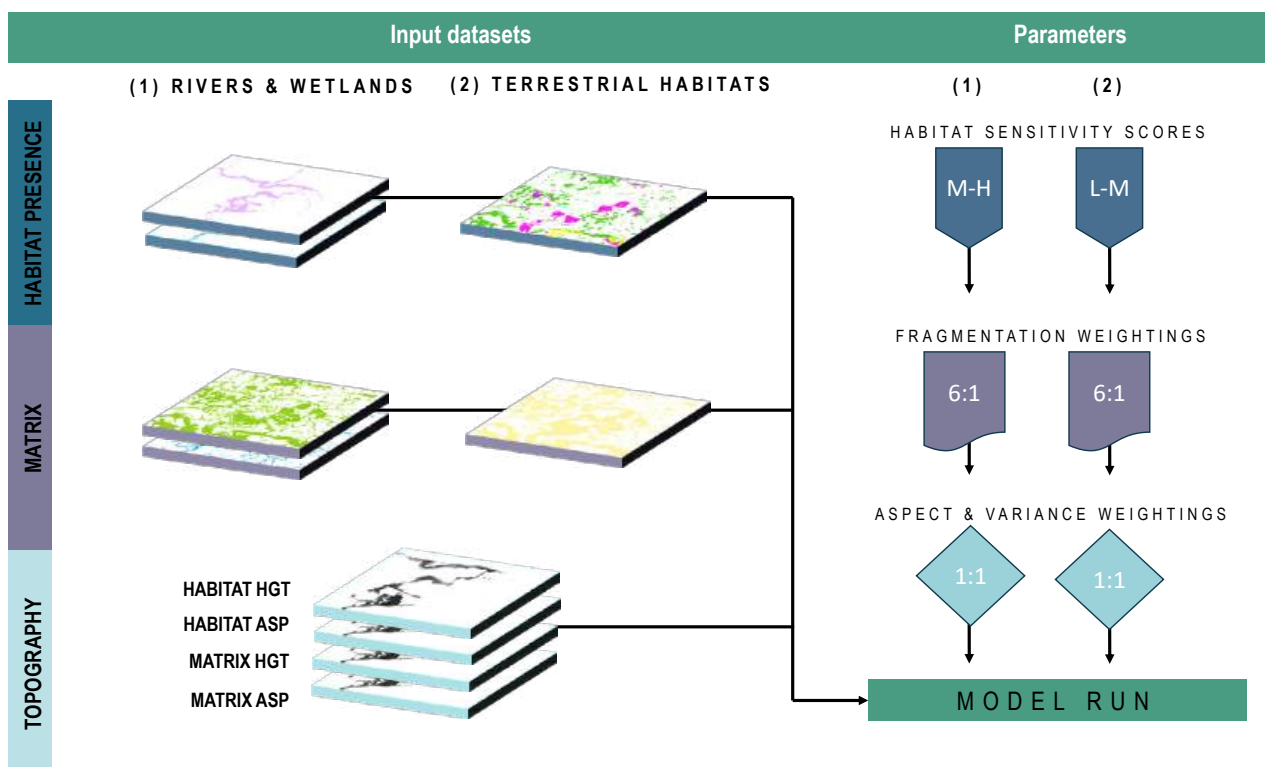 Input datasets
Parameters
(1) RIVERS & WETLANDS
(2) TERRESTRIAL HABITATS
(1)
(2)
HABITAT PRESENCE
HABITAT SENSITIVITY SCORES
M-H
L-M
MATRIX
FRAGMENTATION WEIGHTINGS
6:1
6:1
ASPECT & VARIANCE WEIGHTINGS
1:1
1:1
TOPOGRAPHY
HABITAT HGT
HABITAT ASP
MATRIX HGT
MATRIX ASP
MODEL RUN